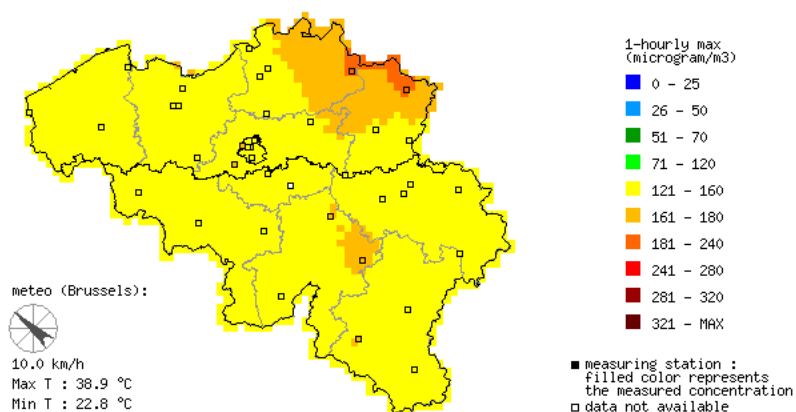 1-hourly max
(microgram/m3)
0 - 25
26 - 50
51 - 70
71 - 120
121 - 160
161 - 180
181 - 240
241 - 280
281 - 320
321 - MAX
meteo (Brussels):
10.0 km/h
Max T : 38.9 °C
Min T : 22.8 °C
measuring station :
filled color represents
the measured concentration
data not available